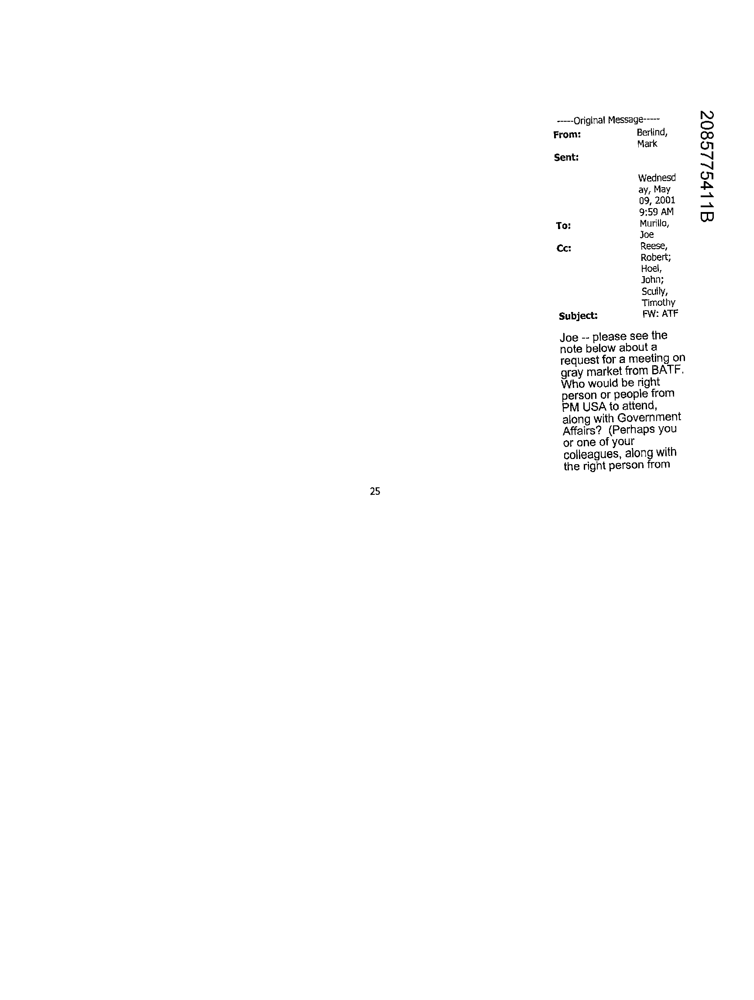 -----Original Message-----
From: Berlind,
Mark
Sent:
Wednesd
ay, May
09, 2001
9:59 AM
To: Murillo,
Joe
Cc: Reese,
Robert;
Hoel,
John;
Scully,
Timothy
Subject: FW: ATF
Joe -- please see the
note below about a
request for a meeting on
gray market from BATF.
Who would be right
person or people from
PM USA to attend,
along with Government
Affairs? (Perhaps you
or one of your
colleagues, along with
the right person from
25
2085775411B